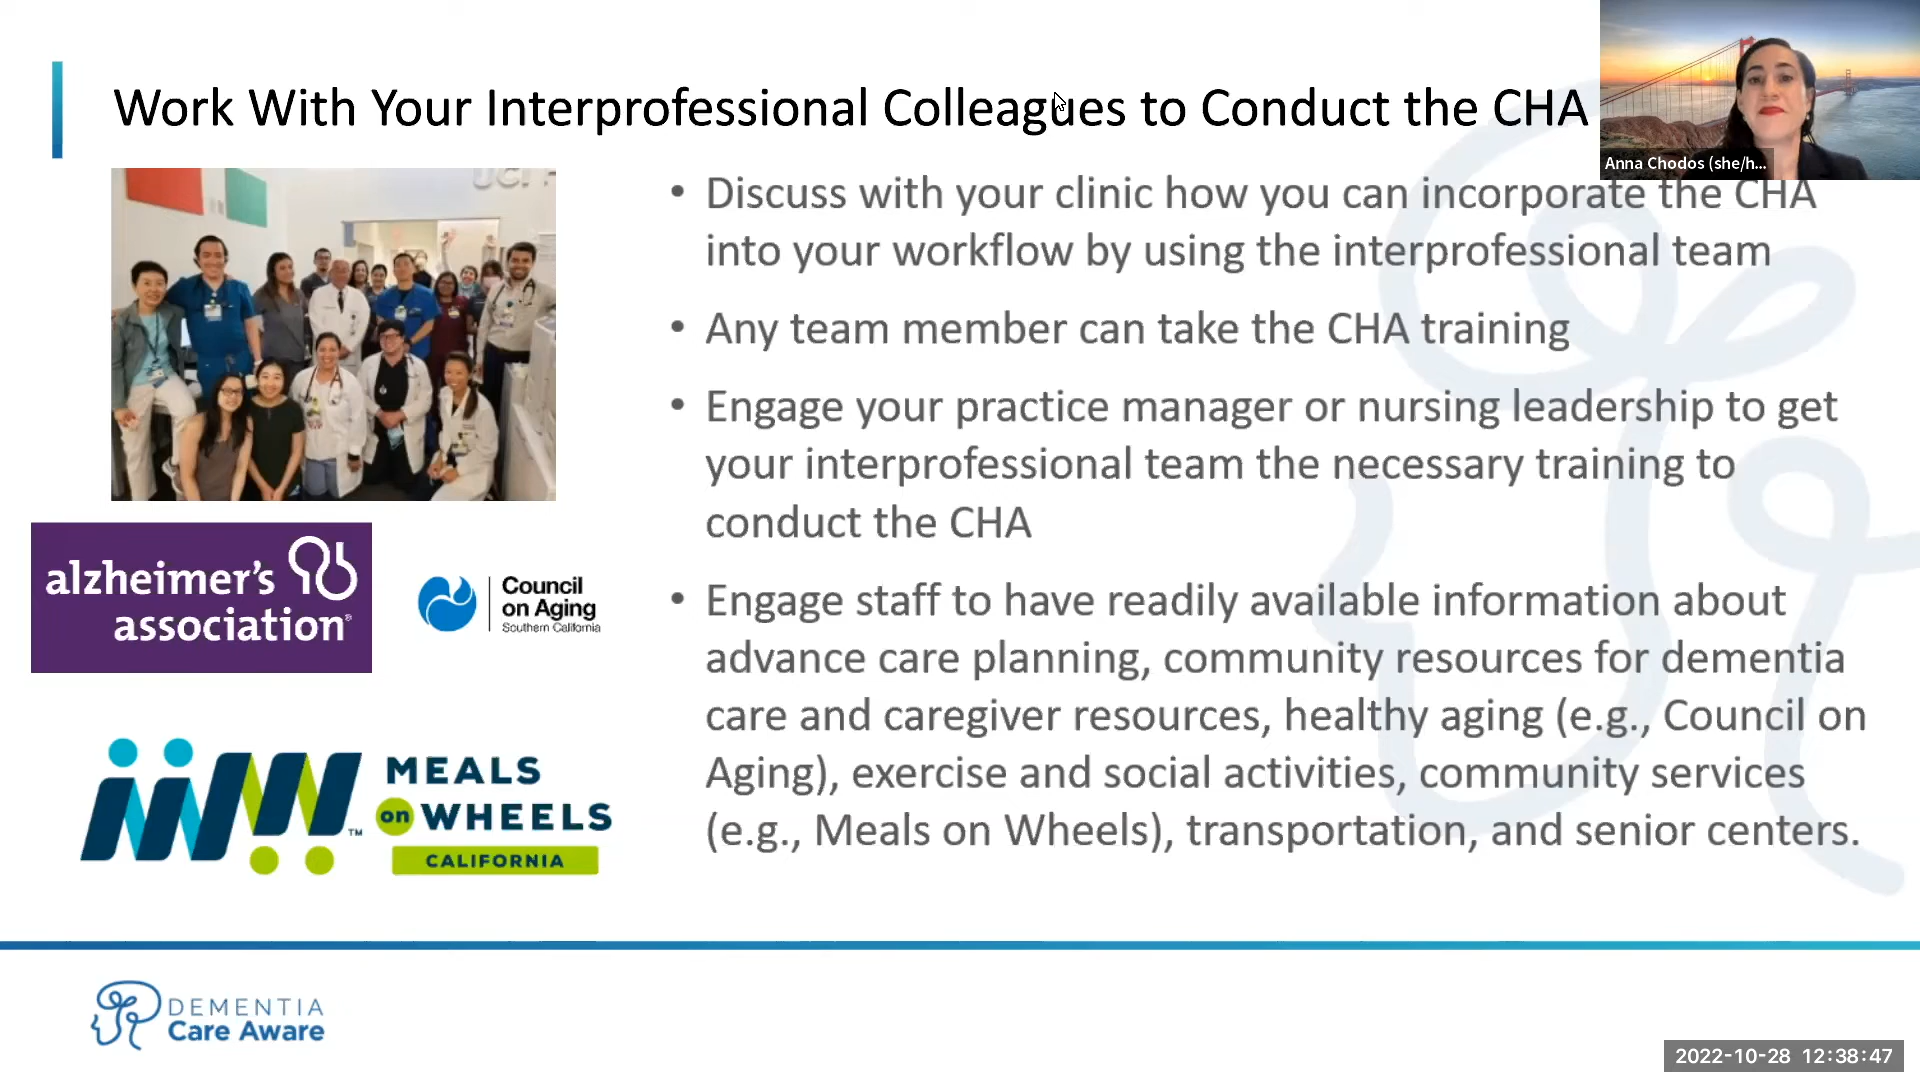 Work With Your Interprofessional Colleagues to Conduct the CHA
Anna Chodos (she/h...
• Discuss with your clinic how you can incorporate the CHA
into your workflow by using the interprofessional team
• Any team member can take the CHA training
• Engage your practice manager or nursing leadership to get
your interprofessional team the necessary training to
conduct the CHA
• Engage staff to have readily available information about
advance care planning, community resources for dementia
care and caregiver resources, healthy aging (e.g., Council on
Aging), exercise and social activities, community services
(e.g., Meals on Wheels), transportation, and senior centers.
alzheimer's
association®
Council
on Aging
Southern California
MEALS
on WHEELS
CALIFORNIA
™
DEMENTIA
Care Aware
2022-10-28 12:38:47